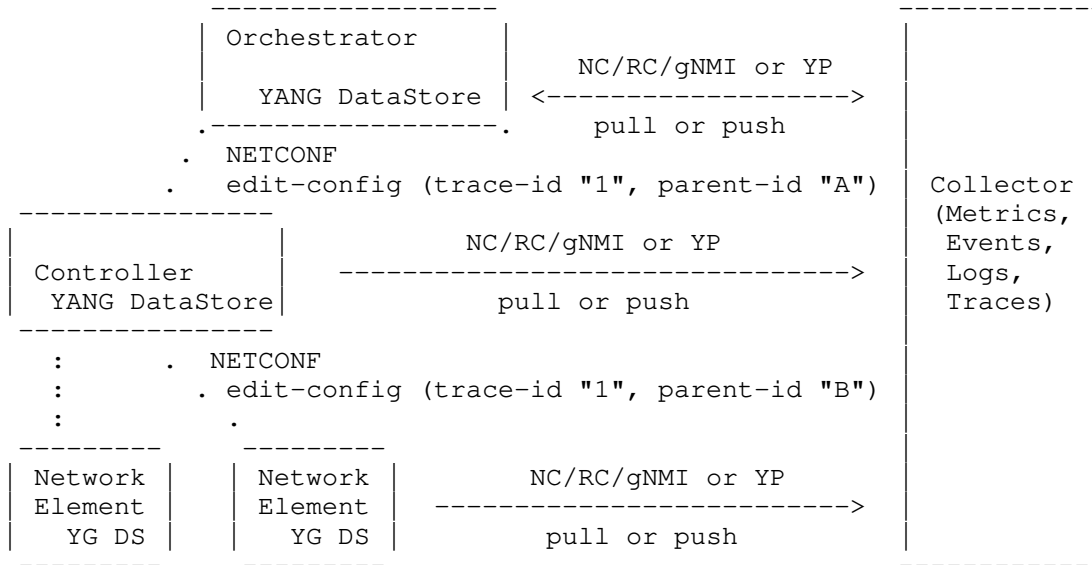 Orchestrator
NC/RC/gNMI or YP
YANG DataStore <------------------->
pull or push
. NETCONF
. edit-config (trace-id "1", parent-id "A") Collector
(Metrics,
NC/RC/gNMI or YP Events,
Controller --------------------------------> Logs,
YANG DataStore pull or push Traces)
: . NETCONF
: . edit-config (trace-id "1", parent-id "B")
: .
Network Network NC/RC/gNMI or YP
Element Element -------------------------->
YG DS YG DS pull or push